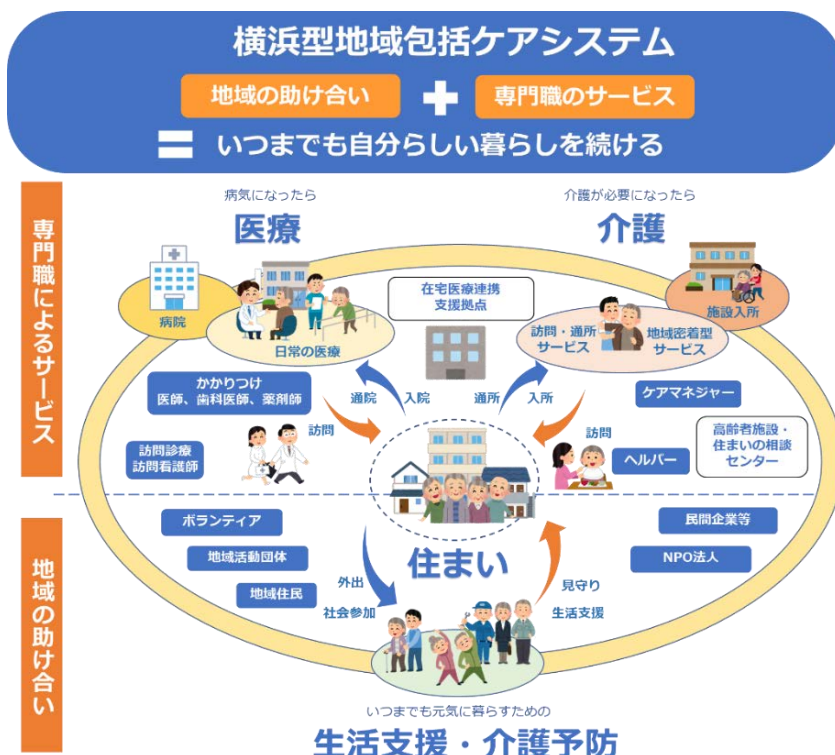 横浜型地域包括ケアシステム
地域の助け合い
+
専門職のサービス
= いつまでも自分らしい暮らしを続ける
専門職によるサービス
病気になったら
医療
介護が必要になったら
介護
病院
日常の医療
在宅医療連携
支援拠点
訪問・通所
サービス
地域密着型
サービス
施設入所
かかりつけ
医師、歯科医師、薬剤師
通院
入院
通所
入所
ケアマネジャー
訪問
訪問
訪問診療
訪問看護師
ヘルパー
高齢者施設・
住まいの相談
センター
地域の助け合い
ボランティア
地域活動団体
地域住民
住まい
民間企業等
NPO法人
外出
社会参加
見守り
生活支援
いつまでも元気に暮らすための
生活支援・介護予防